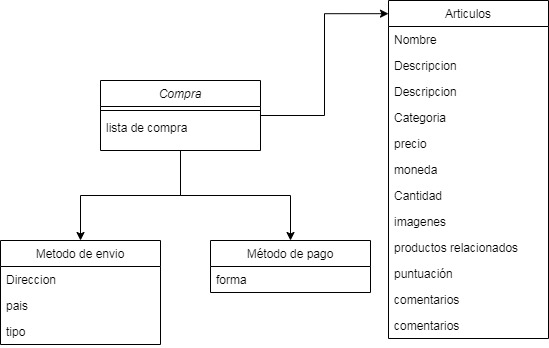 Articulos
Nombre
Descripcion
Descripcion
Categoria
precio
moneda
Cantidad
imagenes
productos relacionados
puntuación
comentarios
comentarios
Compra
lista de compra
Metodo de envio
Direccion
pais
tipo
Método de pago
forma